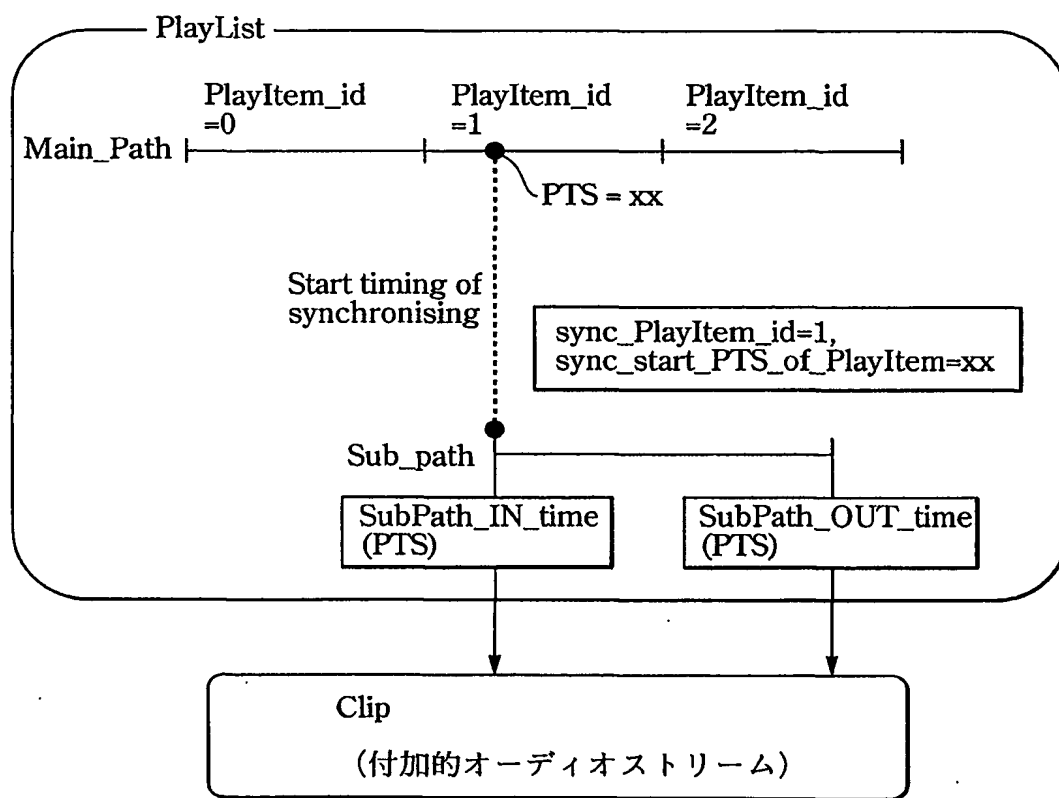 PlayList
PlayItem_id
=0
PlayItem_id
=1
PlayItem_id
=2
Main_Path
PTS = xx
Start timing of
synchronising
sync_PlayItem_id=1,
sync_start_PTS_of_PlayItem=xx
Sub_path
SubPath_IN_time
(PTS)
SubPath_OUT_time
(PTS)
Clip
(付加的オーディオストリーム)